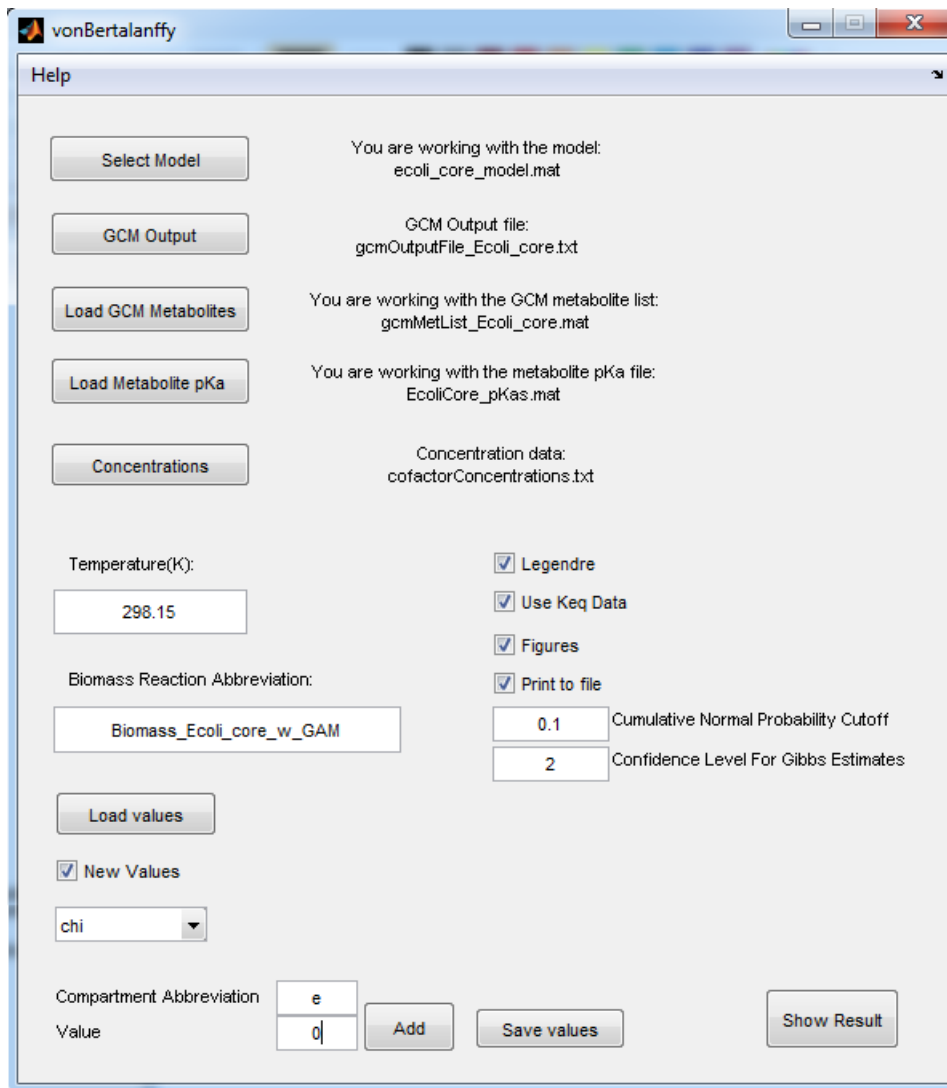 vonBertalanffy
Help
Select Model
You are working with the model:
ecoli_core_model.mat
GCM Output
GCM Output file:
gcmOutputFile_Ecoli_core.txt
Load GCM Metabolites
You are working with the GCM metabolite list:
gcmMetList_Ecoli_core.mat
Load Metabolite pKa
You are working with the metabolite pKa file:
EcoliCore_pKas.mat
Concentrations
Concentration data:
cofactorConcentrations.txt
Temperature(K):
298.15
Legendre
Use Keq Data
Figures
Print to file
Biomass Reaction Abbreviation:
Biomass_Ecoli_core_w_GAM
0.1 Cumulative Normal Probability Cutoff
2 Confidence Level For Gibbs Estimates
Load values
New Values
chi
Compartment Abbreviation e
Value 0
Add
Save values
Show Result